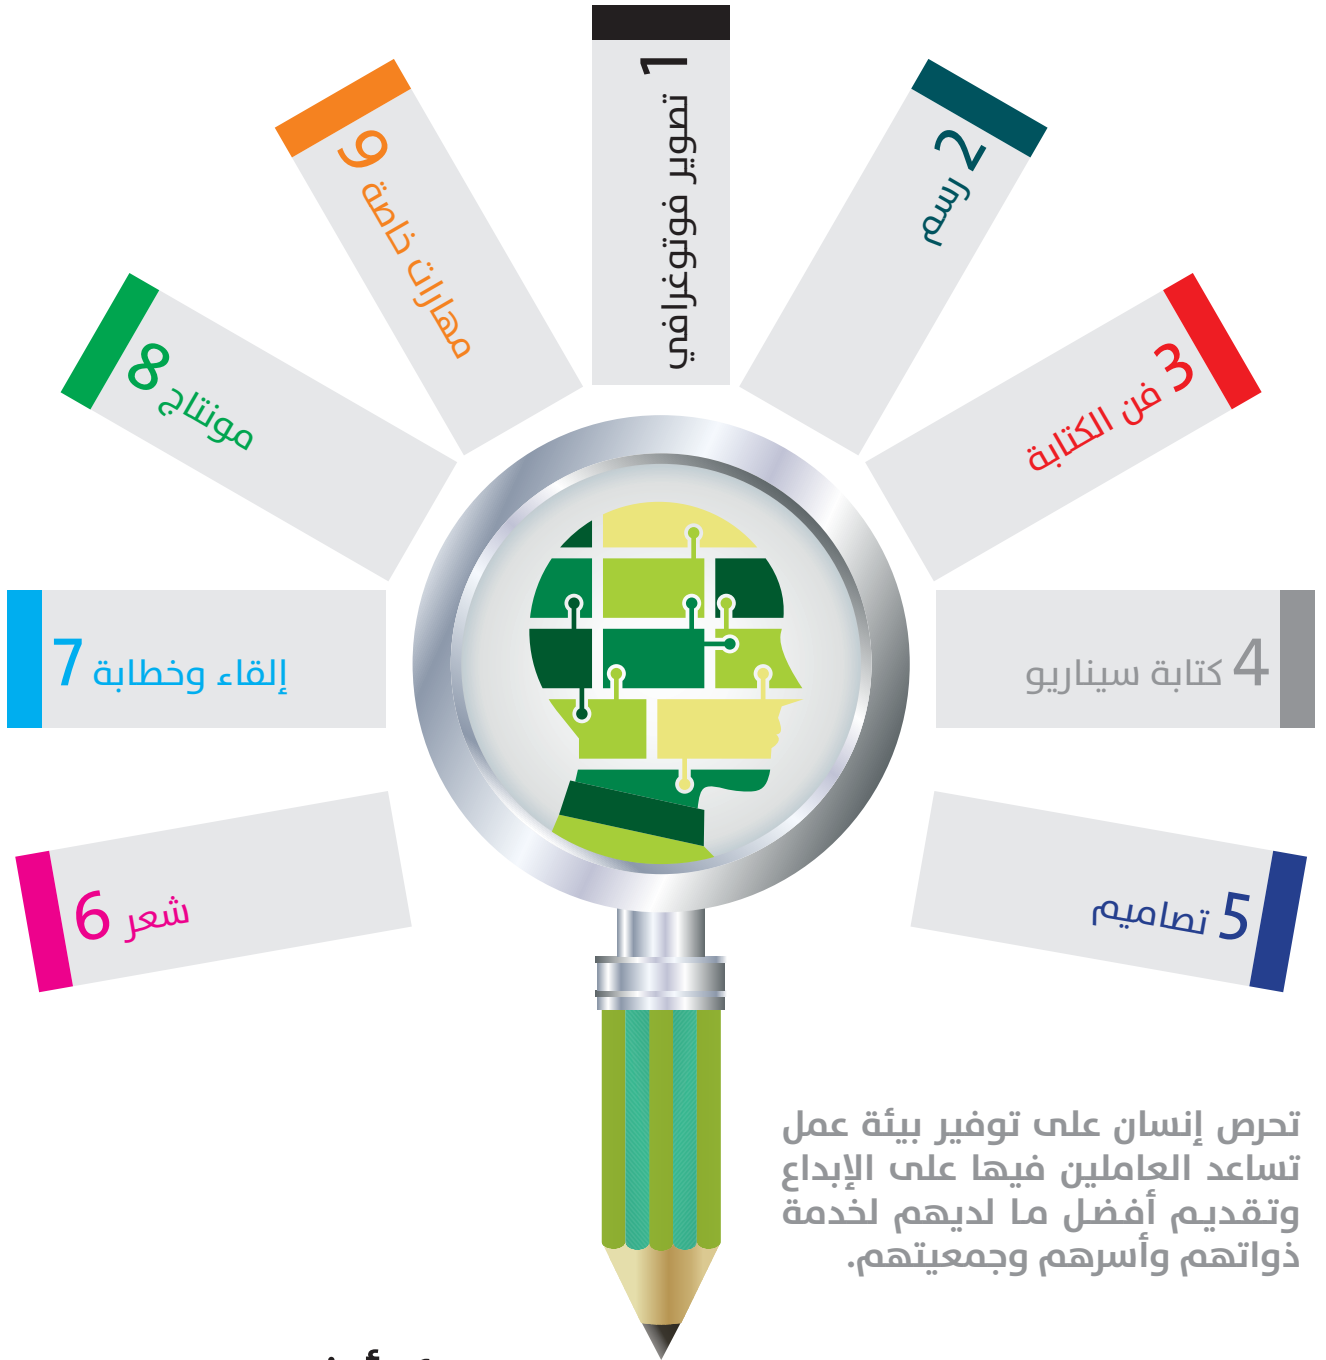 1 تصوير فوتوغرافي
2 رسم
3 فن الكتابة
4 كتابة سيناريو
5 تصاميم
6 شعر
7 إلقاء وخطابة
8 مونتاج
9 مهارات خاصة
تحرص إنسان على توفير بيئة عمل
تساعد العاملين فيها على الإبداع
وتقديم أفضل ما لديهم لخدمة
ذواتهم وأسرهم وجمعيتهم.